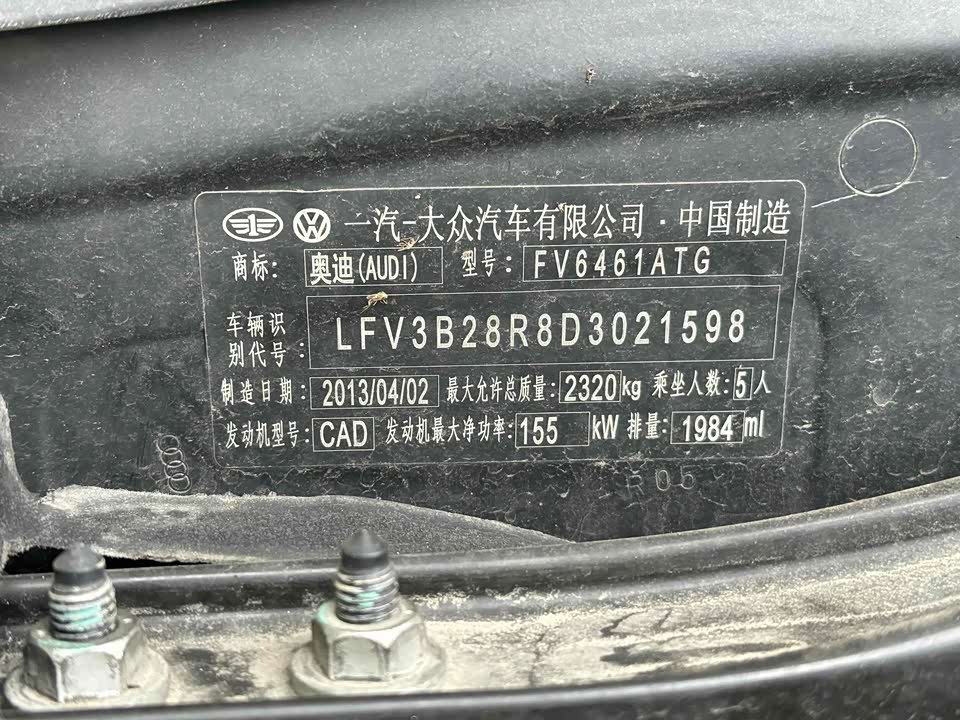 一汽-大众汽车有限公司·中国制造
商标: 奥迪(AUDI) 型号: FV6461ATG
车辆识别代号: LFV3B28R8D3021598
制造日期: 2013/04/02 最大允许总质量: 2320kg 乘坐人数: 5人
发动机型号: CAD 发动机最大净功率: 155 kW 排量: 1984 ml
R05